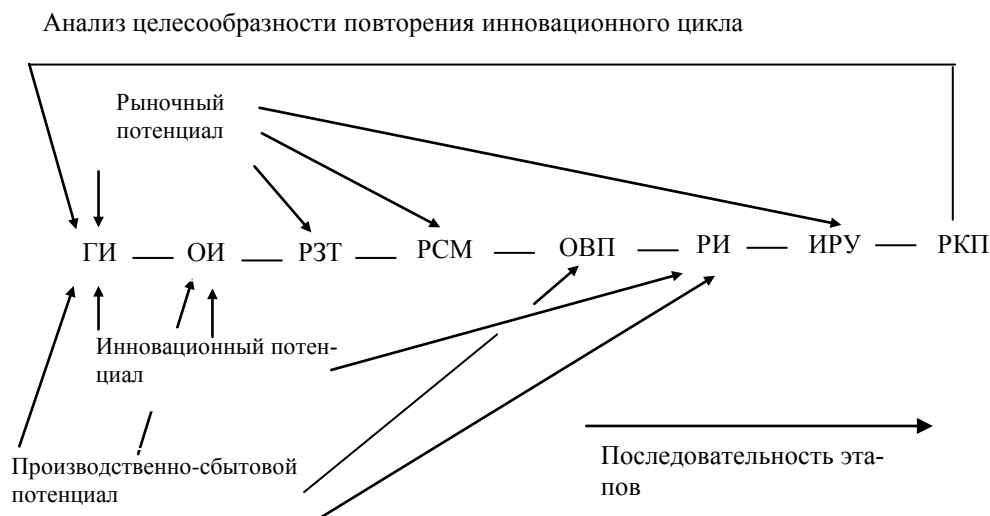 Анализ целесообразности повторения инновационного цикла
Рыночный
потенциал
ГИ ОИ РЗТ РСМ ОВП РИ ИРУ РКП
Инновационный потен-
циал
Производственно-сбытовой
потенциал
Последовательность эта-
пов